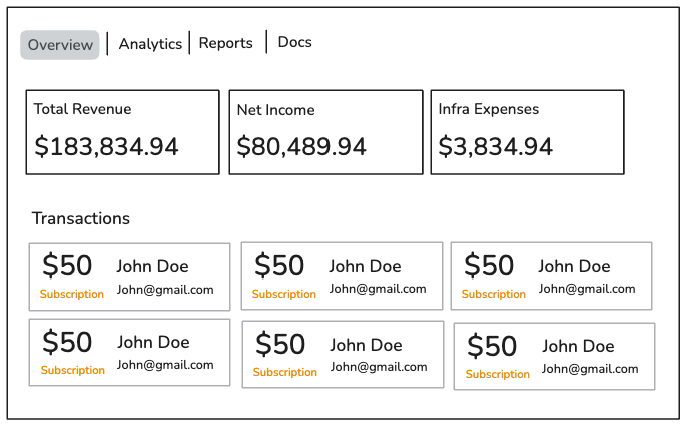 Overview
Analytics
Reports
Docs
Total Revenue
$183,834.94
Net Income
$80,489.94
Infra Expenses
$3,834.94
Transactions
$50
Subscription
John Doe
John@gmail.com
$50
Subscription
John Doe
John@gmail.com
$50
Subscription
John Doe
John@gmail.com
$50
Subscription
John Doe
John@gmail.com
$50
Subscription
John Doe
John@gmail.com
$50
Subscription
John Doe
John@gmail.com